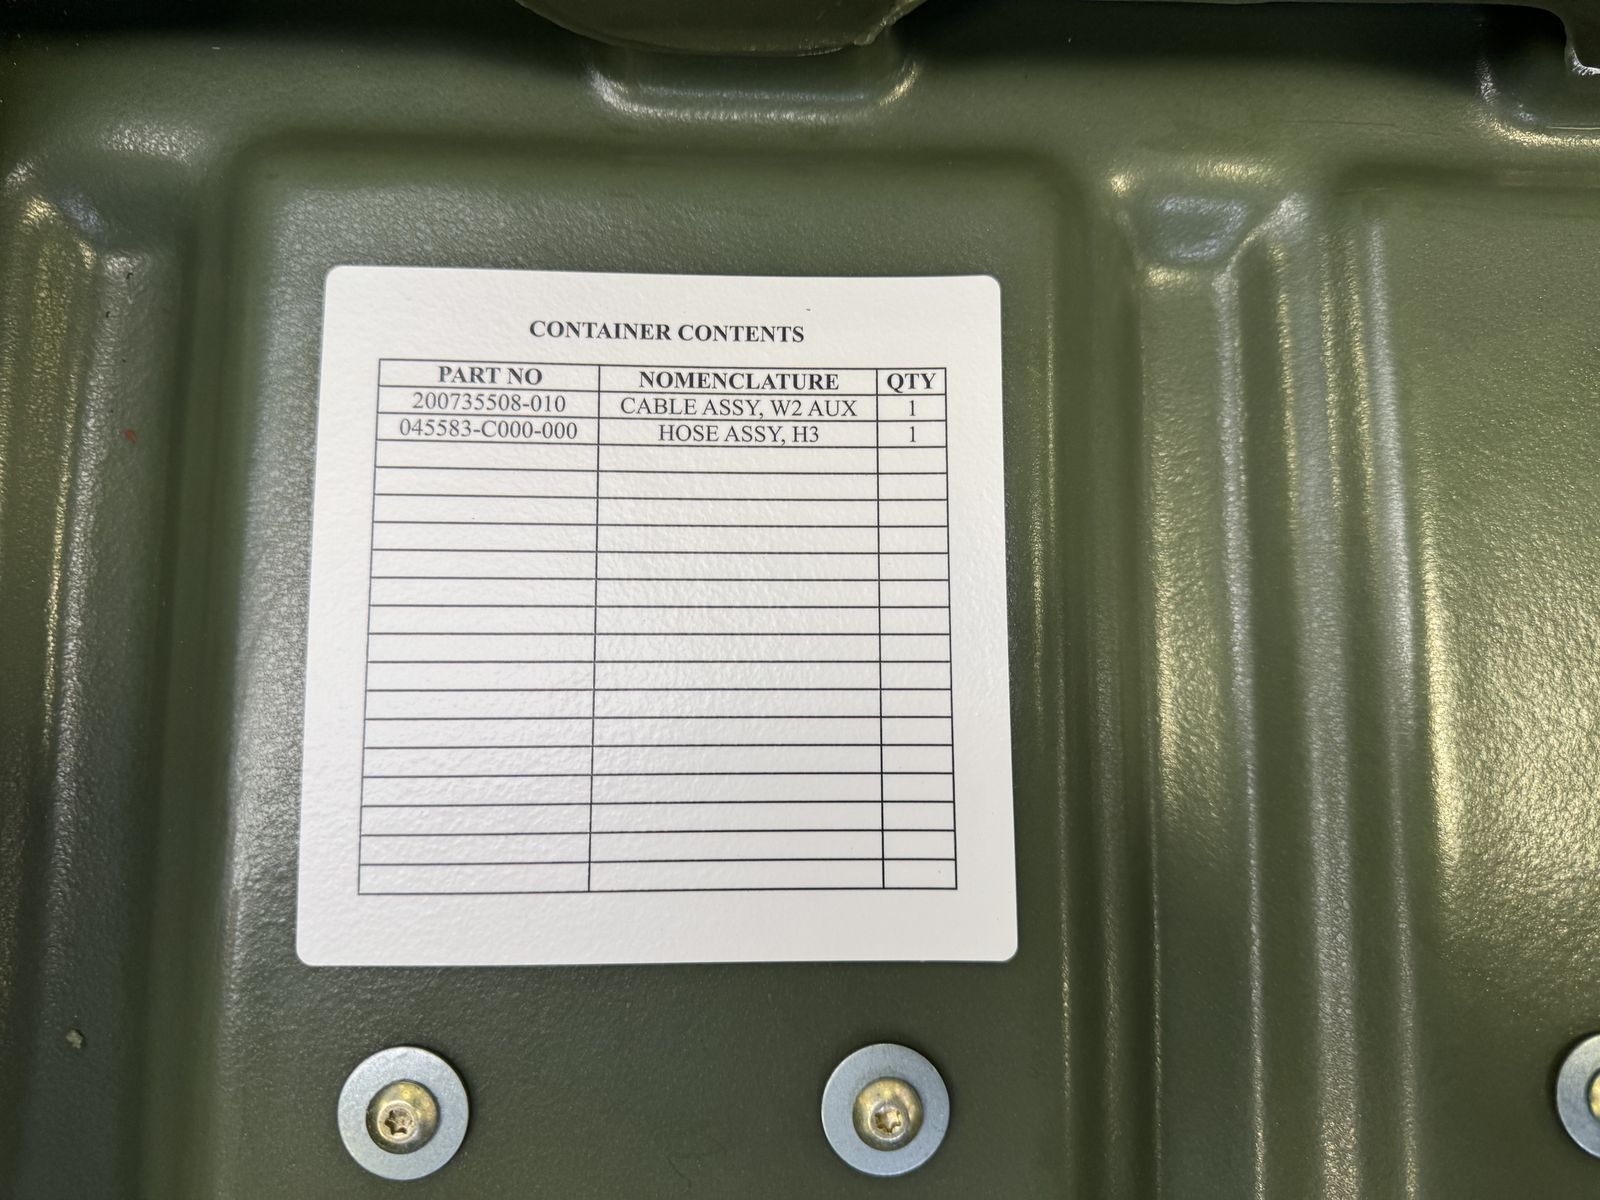 CONTAINER CONTENTS
PART NO NOMENCLATURE QTY
200735508-010 CABLE ASSY, W2 AUX 1
045583-C000-000 HOSE ASSY, H3 1